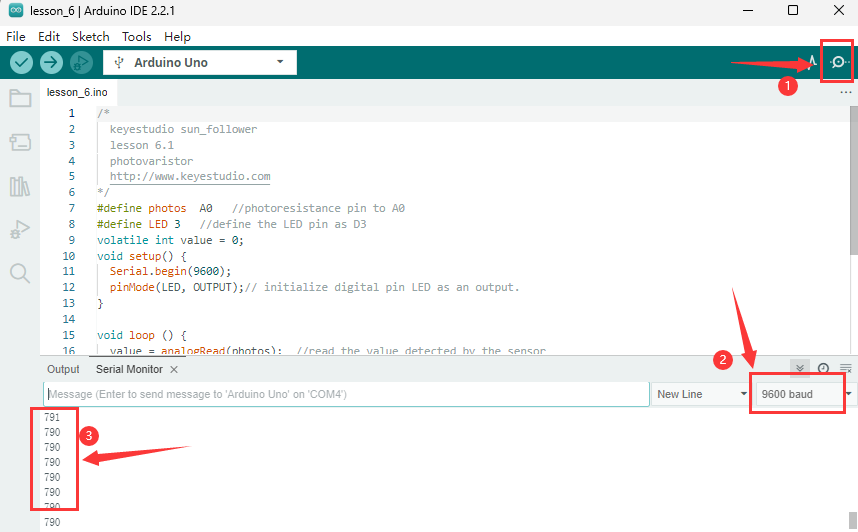 lesson_6 | Arduino IDE 2.2.1
File Edit Sketch Tools Help
Arduino Uno
1
lesson_6.ino
1 /*
2 keyestudio sun_follower
3 lesson 6.1
4 photovaristor
5 http://www.keyestudio.com
6 */
7 #define photos  A0   //photoresistance pin to A0
8 #define LED 3   //define the LED pin as D3
9 volatile int value = 0;
10 void setup() {
11 Serial.begin(9600);
12 pinMode(LED, OUTPUT);// initialize digital pin LED as an output.
13 }
14
15 void loop () {
16 value = analogRead(photos);  //read the value detected by the sensor
2
Output Serial Monitor
Message (Enter to send message to 'Arduino Uno' on 'COM4')
New Line
9600 baud
791
790
3
790
790
790
790
790
790